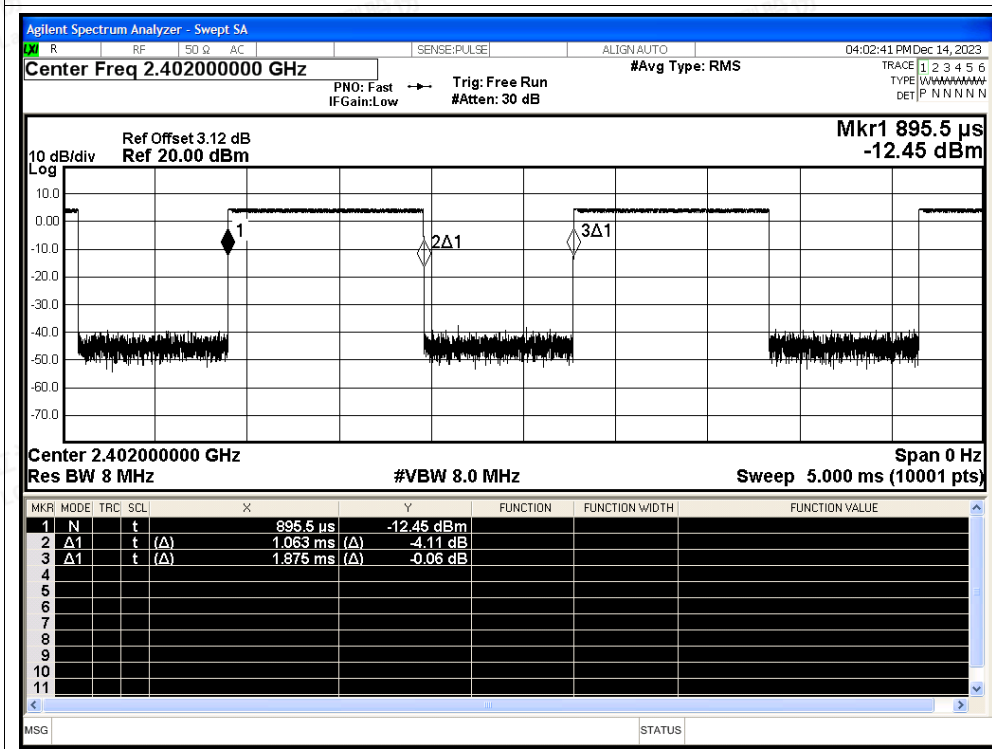 Agilent Spectrum Analyzer - Swept SA
LXI R RF 50 Ω AC SENSE:PULSE ALIGN AUTO 04:02:41 PM Dec 14, 2023
Center Freq 2.402000000 GHz #Avg Type: RMS TRACE 1 2 3 4 5 6
PNO: Fast Trig: Free Run TYPE WWWWWW
IFGain:Low #Atten: 30 dB DET P N N N N N
Mkr1 895.5 µs
Ref Offset 3.12 dB
10 dB/div Ref 20.00 dBm -12.45 dBm
Log
10.0
0.00
1 2Δ1 3Δ1
-10.0
-20.0
-30.0
-40.0
-50.0
-60.0
-70.0
Center 2.402000000 GHz Span 0 Hz
Res BW 8 MHz #VBW 8.0 MHz Sweep 5.000 ms (10001 pts)
MKR MODE TRC SCL X Y FUNCTION FUNCTION WIDTH FUNCTION VALUE
1 N t 895.5 µs -12.45 dBm
2 Δ1 t (Δ) 1.063 ms (Δ) -4.11 dB
3 Δ1 t (Δ) 1.875 ms (Δ) -0.06 dB
4
5
6
7
8
9
10
11
MSG STATUS